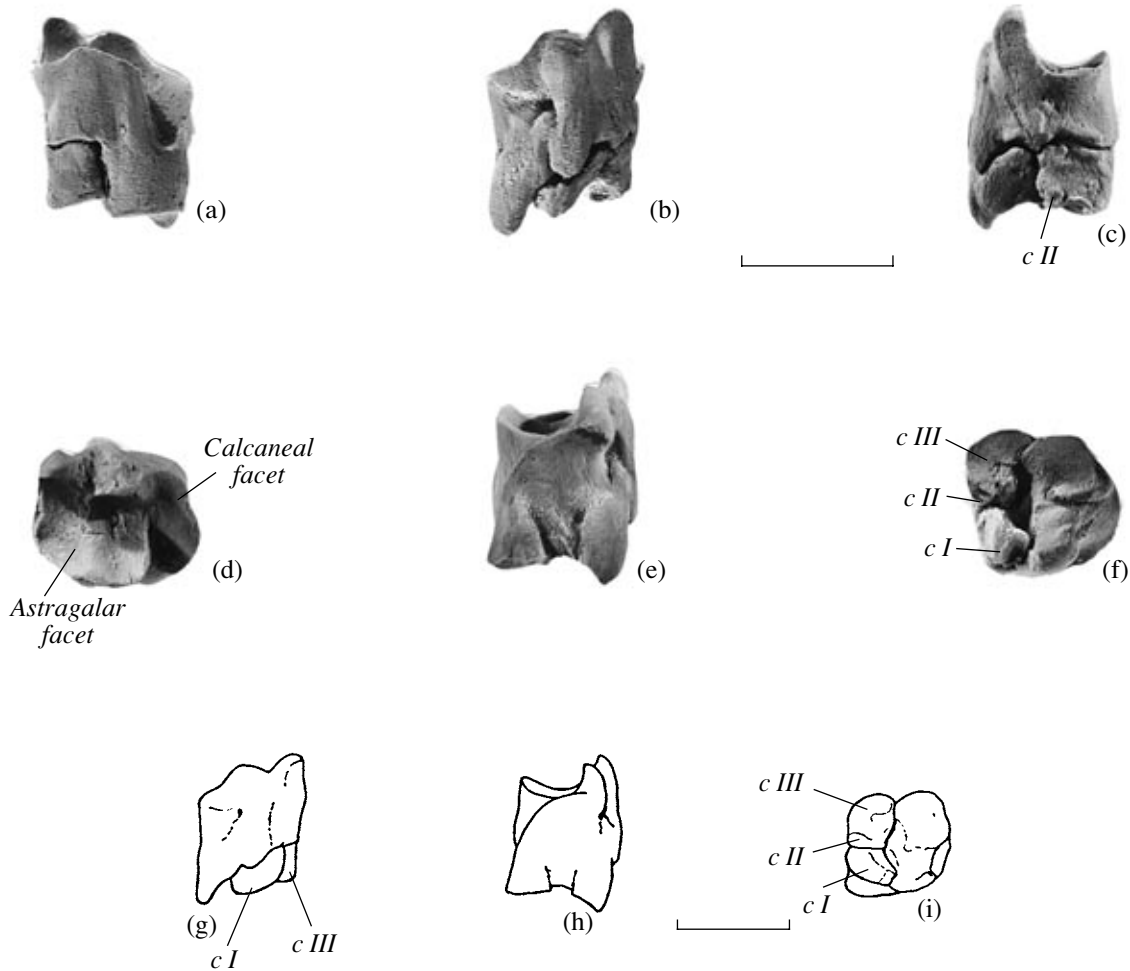 (a)
(b)
(c)
c II
Calcaneal
facet
c III
c II
c I
(d)
(e)
(f)
Astragalar
facet
c III
c II
c I
(g)
(h)
(i)
c I
c III